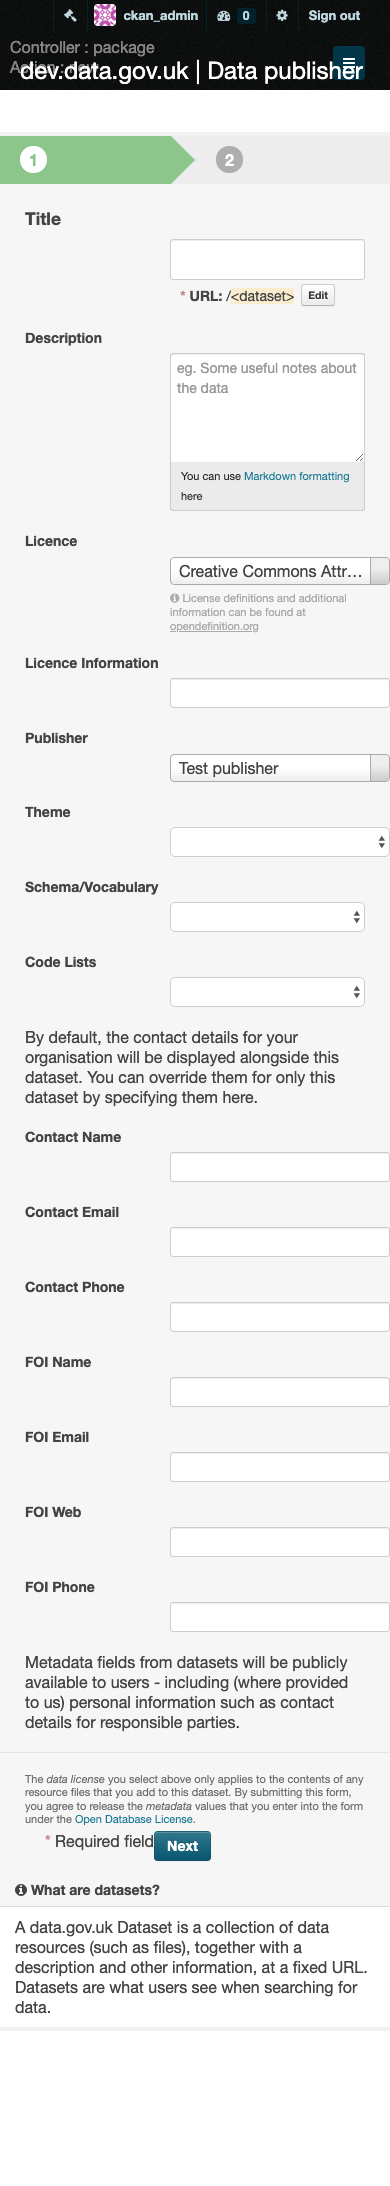 ckan_admin 0 Sign out
Controller : package
Action : new
dev.data.gov.uk | Data publisher
1 2
Title
* URL: /<dataset> Edit
Description
eg. Some useful notes about
the data
You can use Markdown formatting
here
Licence
Creative Commons Attr...
License definitions and additional
information can be found at
opendefinition.org
Licence Information
Publisher
Test publisher
Theme
Schema/Vocabulary
Code Lists
By default, the contact details for your
organisation will be displayed alongside this
dataset. You can override them for only this
dataset by specifying them here.
Contact Name
Contact Email
Contact Phone
FOI Name
FOI Email
FOI Web
FOI Phone
Metadata fields from datasets will be publicly
available to users - including (where provided
to us) personal information such as contact
details for responsible parties.
The data license you select above only applies to the contents of any
resource files that you add to this dataset. By submitting this form,
you agree to release the metadata values that you enter into the form
under the Open Database License.
* Required field Next
What are datasets?
A data.gov.uk Dataset is a collection of data
resources (such as files), together with a
description and other information, at a fixed URL.
Datasets are what users see when searching for
data.